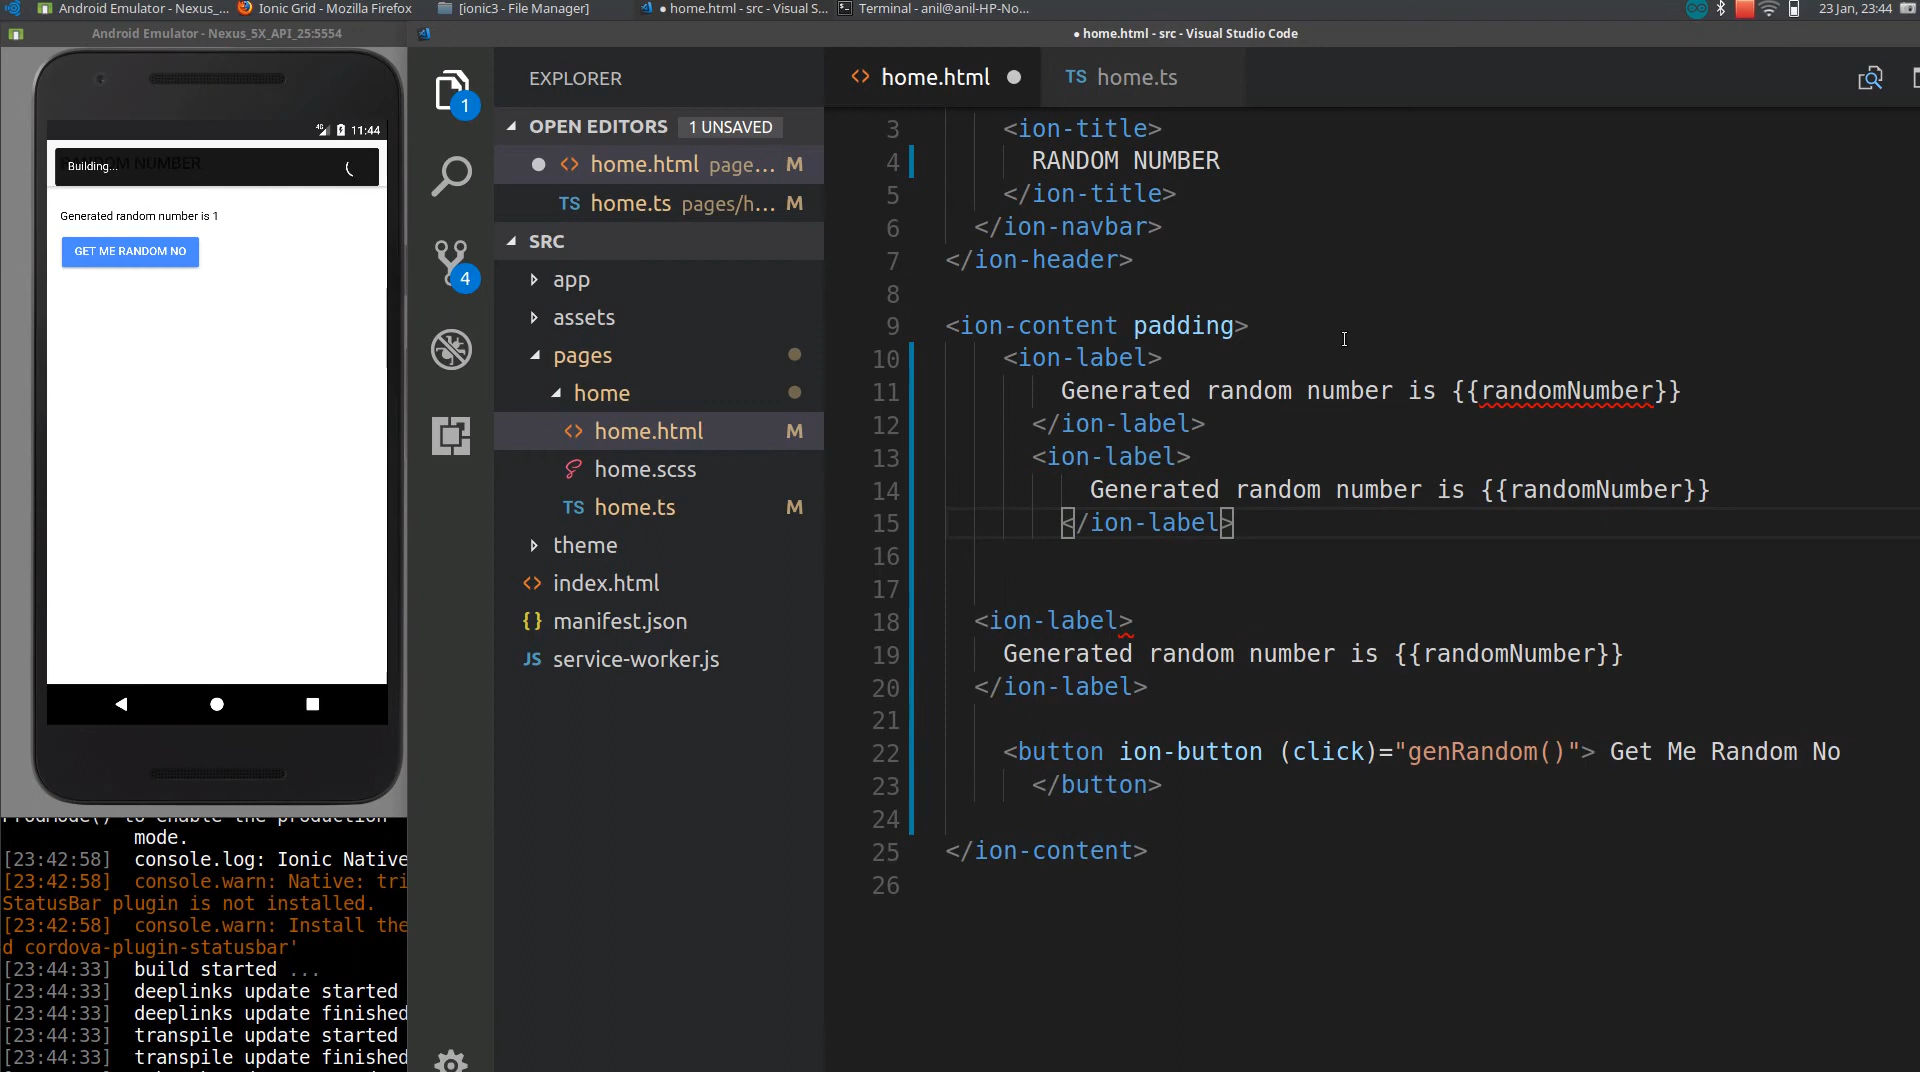 Android Emulator - Nexus_...
Ionic Grid - Mozilla Firefox
[ionic3 - File Manager]
● home.html - src - Visual S...
Terminal - anil@anil-HP-No...
23 Jan, 23:44
Android Emulator - Nexus_5X_API_25:5554
● home.html - src - Visual Studio Code
11:44
RANDOM NUMBER
Building...
Generated random number is 1
GET ME RANDOM NO
mode.
[23:42:58] console.log: Ionic Native
[23:42:58] console.warn: Native: tri
StatusBar plugin is not installed.
[23:42:58] console.warn: Install the
d cordova-plugin-statusbar'
[23:44:33] build started ...
[23:44:33] deeplinks update started
[23:44:33] deeplinks update finished
[23:44:33] transpile update started
[23:44:33] transpile update finished
1
4
EXPLORER
OPEN EDITORS 1 UNSAVED
home.html page... M
TS home.ts pages/h... M
SRC
app
assets
pages
home
home.html M
home.scss
TS home.ts M
theme
index.html
{ } manifest.json
JS service-worker.js
home.html
TS home.ts
3 <ion-title>
4 RANDOM NUMBER
5 </ion-title>
6 </ion-navbar>
7 </ion-header>
8
9 <ion-content padding>
10 <ion-label>
11 Generated random number is {{randomNumber}}
12 </ion-label>
13 <ion-label>
14 Generated random number is {{randomNumber}}
15 </ion-label>
16
17
18 <ion-label>
19 Generated random number is {{randomNumber}}
20 </ion-label>
21
22 <button ion-button (click)="genRandom()"> Get Me Random No
23 </button>
24
25 </ion-content>
26